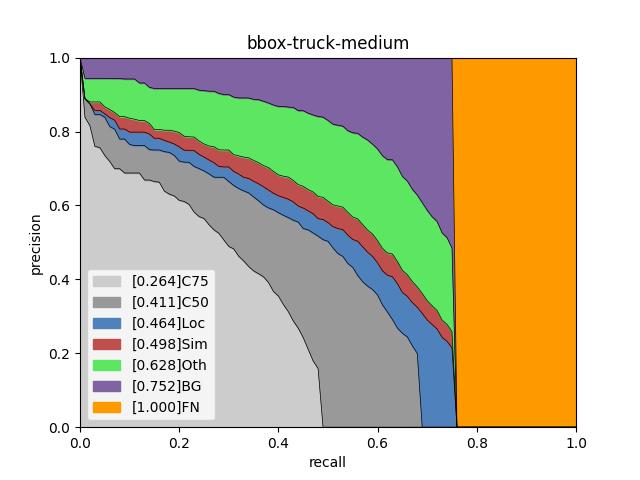 bbox-truck-medium
precision
1.0
0.8
0.6
0.4
0.2
0.0
[0.264]C75
[0.411]C50
[0.464]Loc
[0.498]Sim
[0.628]Oth
[0.752]BG
[1.000]FN
0.0 0.2 0.4 0.6 0.8 1.0
recall